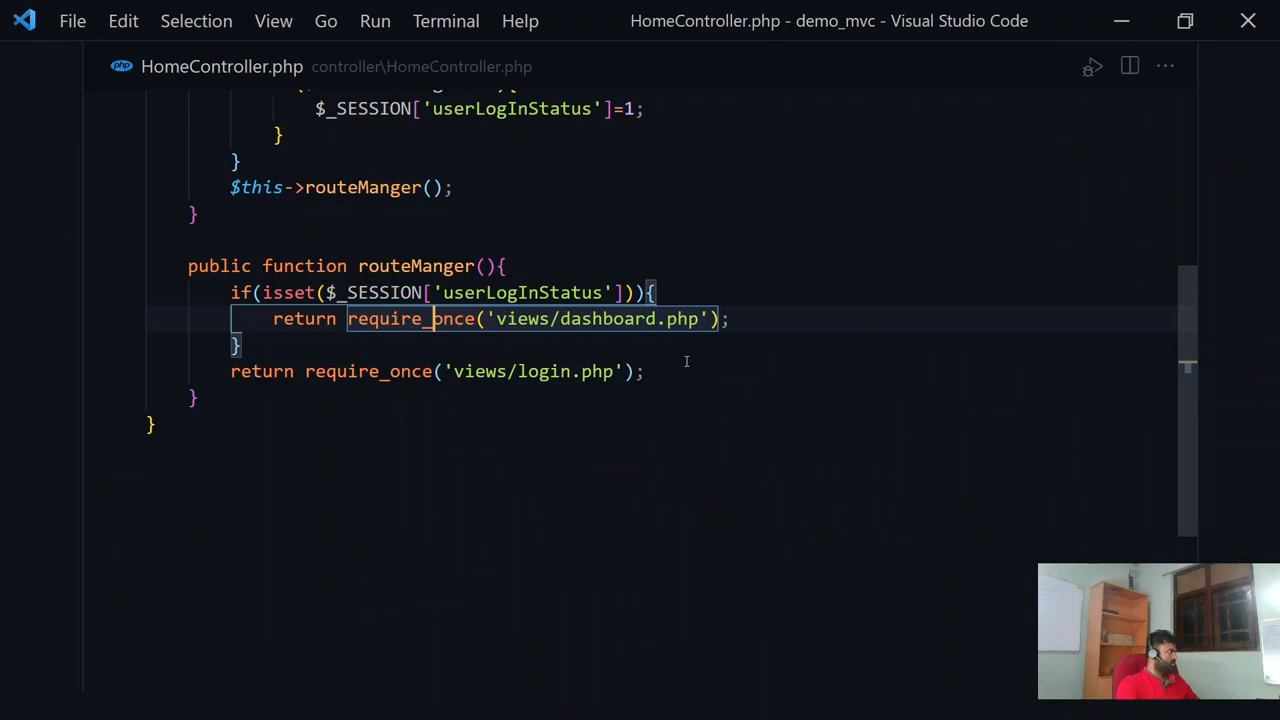 File Edit Selection View Go Run Terminal Help HomeController.php - demo_mvc - Visual Studio Code
php HomeController.php controller\HomeController.php
$_SESSION['userLogInStatus']=1;
}
}
$this->routeManger();
}
public function routeManger(){
if(isset($_SESSION['userLogInStatus'])){
return require_once('views/dashboard.php');
}
return require_once('views/login.php');
}
}